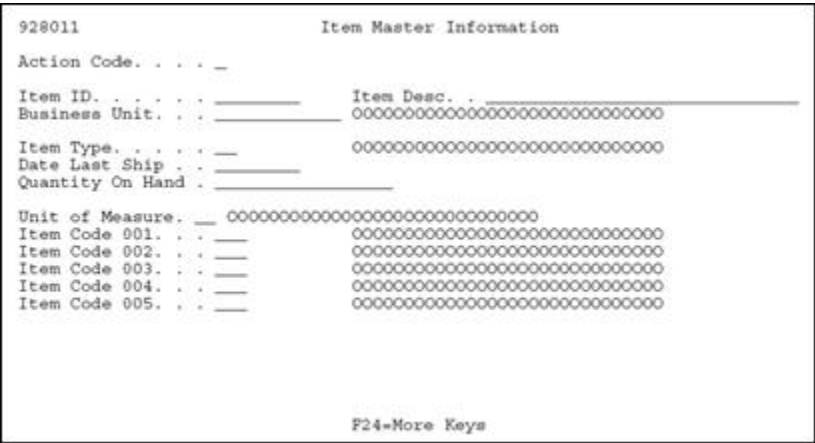 928011 Item Master Information
Action Code. . . . _
Item ID. . . . . . ________ Item Desc. . ______________________________
Business Unit. . . ____________ OOOOOOOOOOOOOOOOOOOOOOOOOOOOOO
Item Type. . . . . __ OOOOOOOOOOOOOOOOOOOOOOOOOOOOOO
Date Last Ship . . ________
Quantity On Hand . _________________
Unit of Measure. __ OOOOOOOOOOOOOOOOOOOOOOOOOOOOOO
Item Code 001. . . ___ OOOOOOOOOOOOOOOOOOOOOOOOOOOOOO
Item Code 002. . . ___ OOOOOOOOOOOOOOOOOOOOOOOOOOOOOO
Item Code 003. . . ___ OOOOOOOOOOOOOOOOOOOOOOOOOOOOOO
Item Code 004. . . ___ OOOOOOOOOOOOOOOOOOOOOOOOOOOOOO
Item Code 005. . . ___ OOOOOOOOOOOOOOOOOOOOOOOOOOOOOO
F24=More Keys